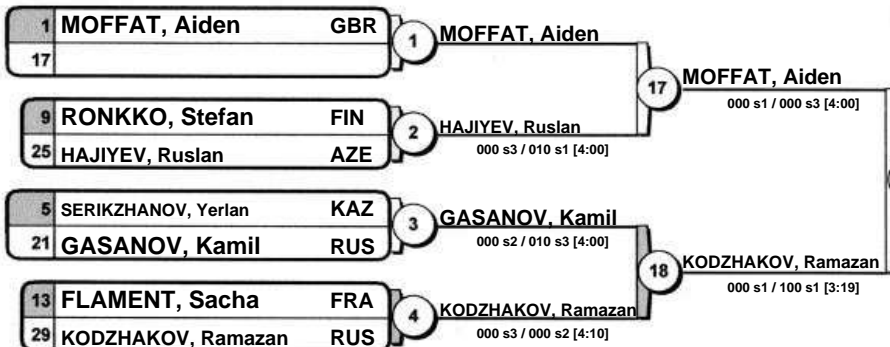 1 MOFFAT, Aiden GBR
17
1 MOFFAT, Aiden
9 RONKKO, Stefan FIN
25 HAJIYEV, Ruslan AZE
2 HAJIYEV, Ruslan
000 s3 / 010 s1 [4:00]
17 MOFFAT, Aiden
000 s1 / 000 s3 [4:00]
5 SERIKZHANOV, Yerlan KAZ
21 GASANOV, Kamil RUS
3 GASANOV, Kamil
000 s2 / 010 s3 [4:00]
13 FLAMENT, Sacha FRA
29 KODZHAKOV, Ramazan RUS
4 KODZHAKOV, Ramazan
000 s3 / 000 s2 [4:10]
18 KODZHAKOV, Ramazan
000 s1 / 100 s1 [3:19]